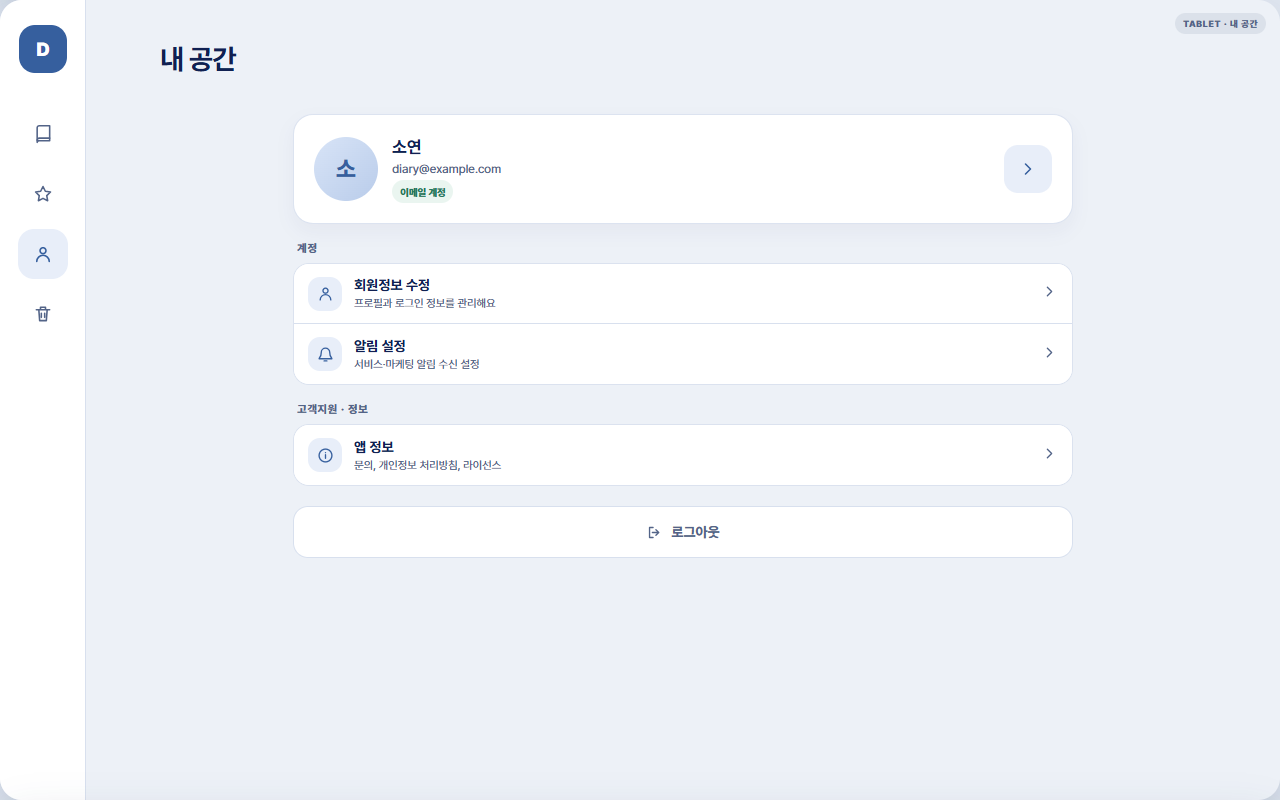 D
TABLET · 내 공간
내 공간
소
소연
diary@example.com
이메일 계정
계정
회원정보 수정
프로필과 로그인 정보를 관리해요
알림 설정
서비스·마케팅 알림 수신 설정
고객지원 · 정보
앱 정보
문의, 개인정보 처리방침, 라이선스
로그아웃